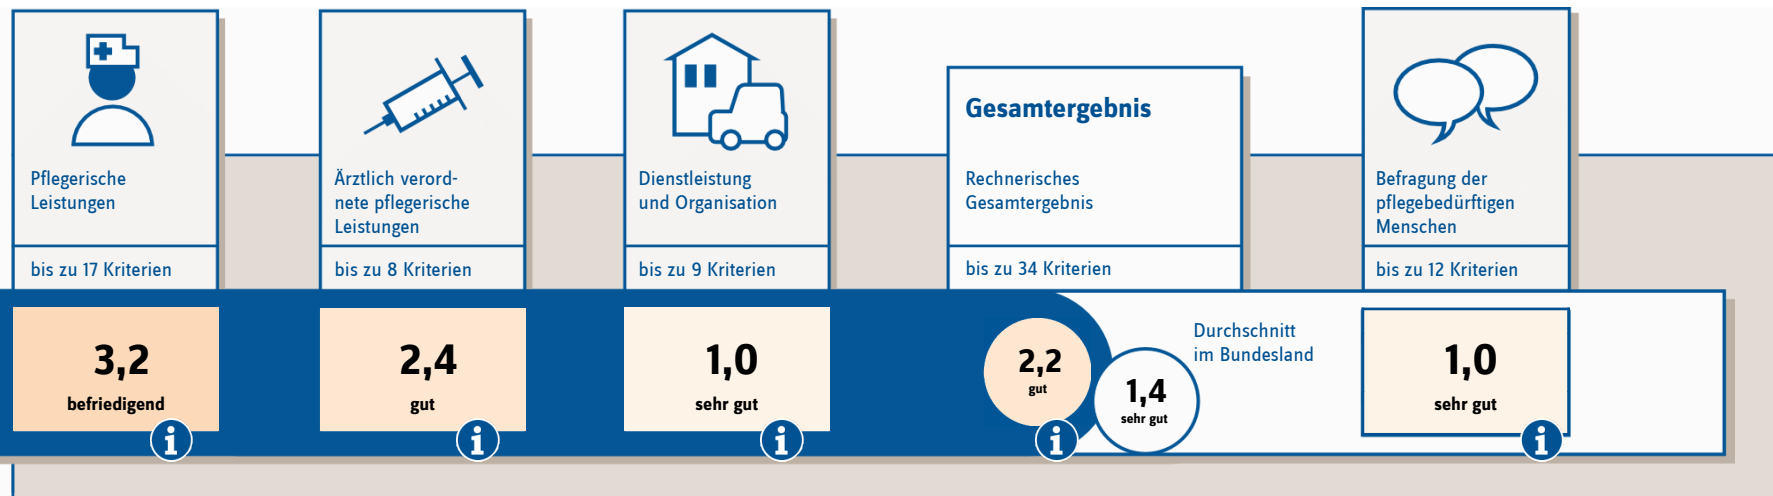 Pflegerische
Leistungen
bis zu 17 Kriterien
3,2
befriedigend
i
Ärztlich verord-
nete pflegerische
Leistungen
bis zu 8 Kriterien
2,4
gut
i
Dienstleistung
und Organisation
bis zu 9 Kriterien
1,0
sehr gut
i
Gesamtergebnis
Rechnerisches
Gesamtergebnis
bis zu 34 Kriterien
2,2
gut
i
1,4
sehr gut
Durchschnitt
im Bundesland
Befragung der
pflegebedürftigen
Menschen
bis zu 12 Kriterien
1,0
sehr gut
i